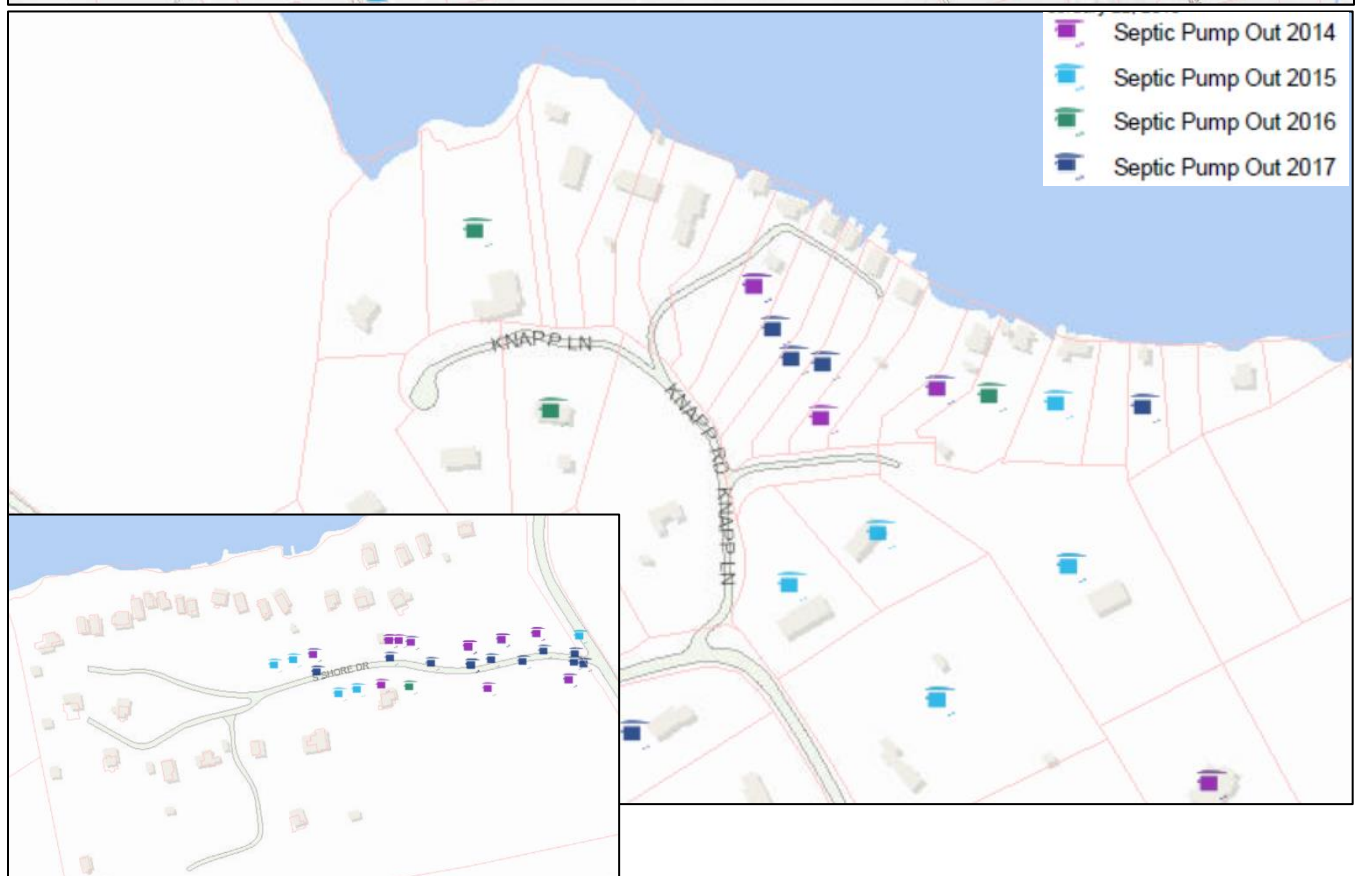 Septic Pump Out 2014
Septic Pump Out 2015
Septic Pump Out 2016
Septic Pump Out 2017
KNAPP LN
KNAPP RD
KNAPP LN
S SHORE DR